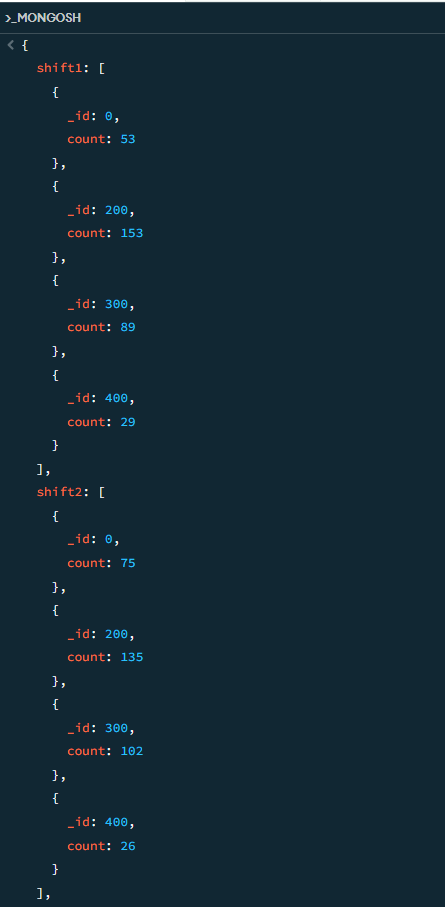 >_MONGOSH
< {
shift1: [
{
_id: 0,
count: 53
},
{
_id: 200,
count: 153
},
{
_id: 300,
count: 89
},
{
_id: 400,
count: 29
}
],
shift2: [
{
_id: 0,
count: 75
},
{
_id: 200,
count: 135
},
{
_id: 300,
count: 102
},
{
_id: 400,
count: 26
}
],